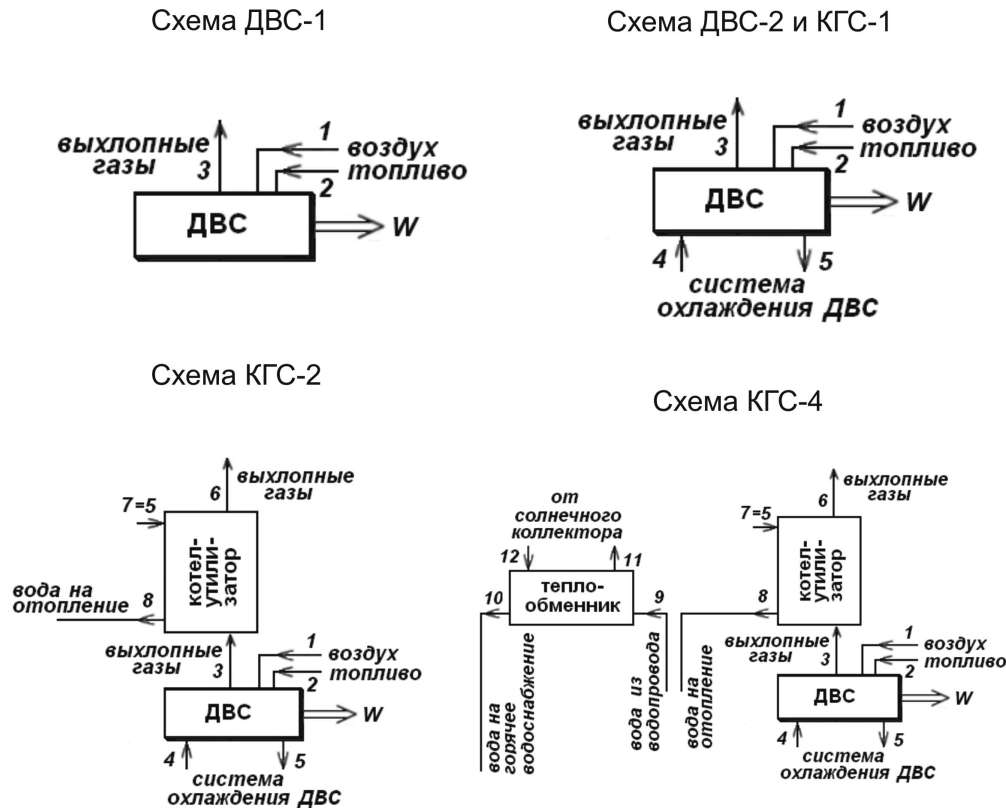 Схема ДВС-1
выхлопные
газы
3
1
воздух
топливо
2
ДВС
W
Схема ДВС-2 и КГС-1
выхлопные
газы
3
1
воздух
топливо
2
ДВС
W
4
5
система
охлаждения ДВС
Схема КГС-2
6
выхлопные
газы
7=5
котел-
утили-
затор
вода на
отопление
8
выхлопные
газы
3
1
воздух
топливо
2
ДВС
W
4
5
система
охлаждения ДВС
Схема КГС-4
от
солнечного
коллектора
12
11
тепло-
обменник
10
9
вода на
горячее
водоснабжение
вода из
водопровода
вода на
отопление
6
выхлопные
газы
7=5
котел-
утили-
затор
8
выхлопные
газы
3
1
воздух
топливо
2
ДВС
W
4
5
система
охлаждения ДВС